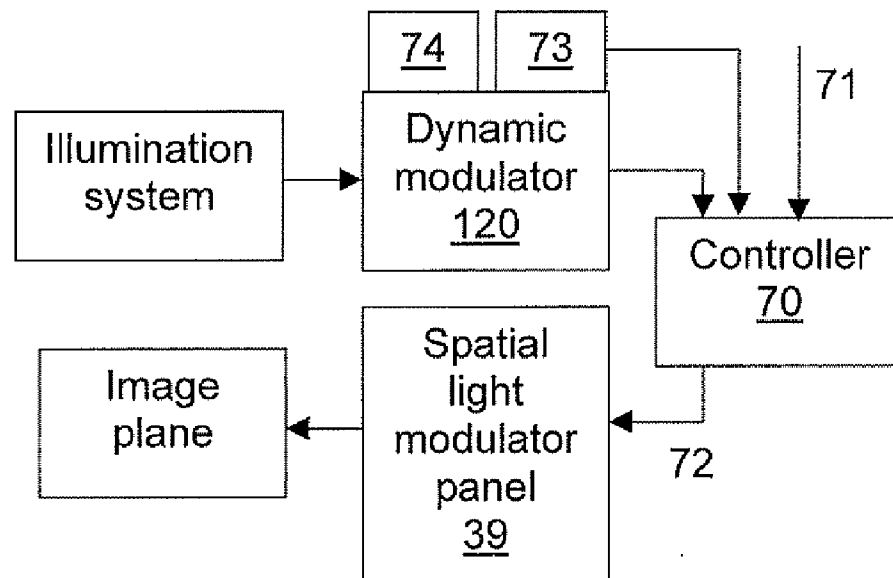 74
73
71
Illumination
system
Dynamic
modulator
120
Controller
70
Image
plane
Spatial
light
modulator
panel
39
72